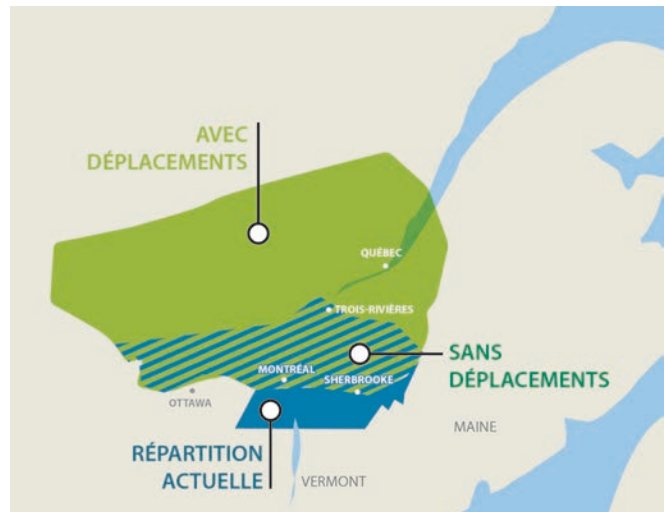 AVEC
DÉPLACEMENTS
QUÉBEC
TROIS-RIVIÈRES
SANS
DÉPLACEMENTS
MONTRÉAL
SHERBROOKE
OTTAWA
MAINE
RÉPARTITION
ACTUELLE
VERMONT